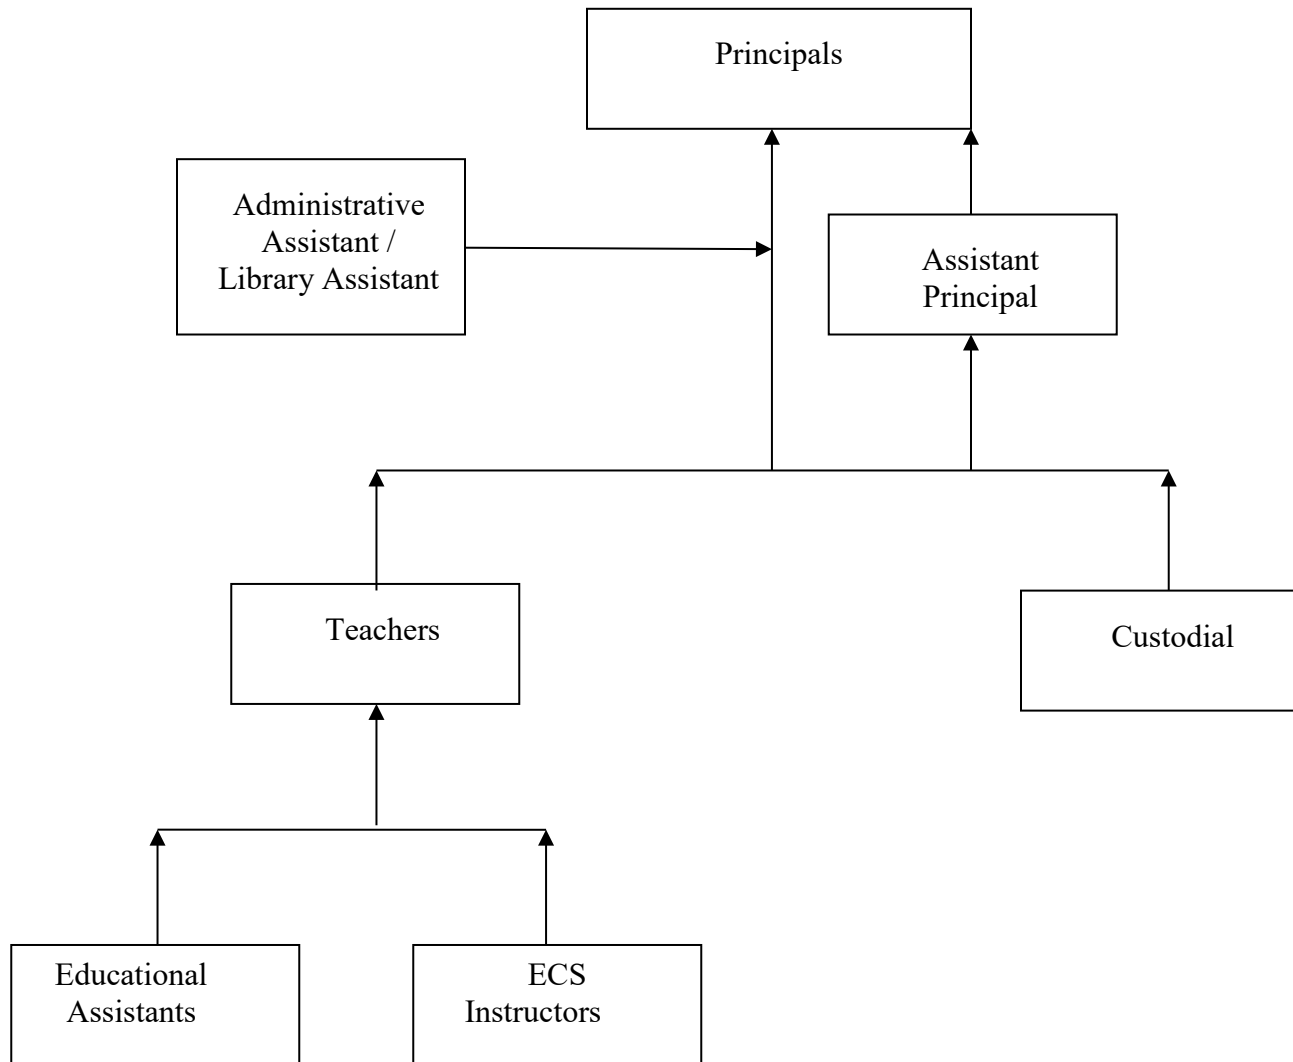 Principals
Administrative
Assistant /
Library Assistant
Assistant
Principal
Teachers
Custodial
Educational
Assistants
ECS
Instructors